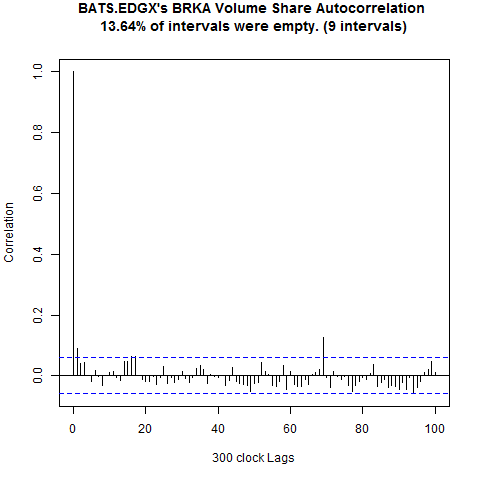 BATS.EDGX's BRKA Volume Share Autocorrelation
13.64% of intervals were empty. (9 intervals)
Correlation
1.0
0.8
0.6
0.4
0.2
0.0
0 20 40 60 80 100
300 clock Lags